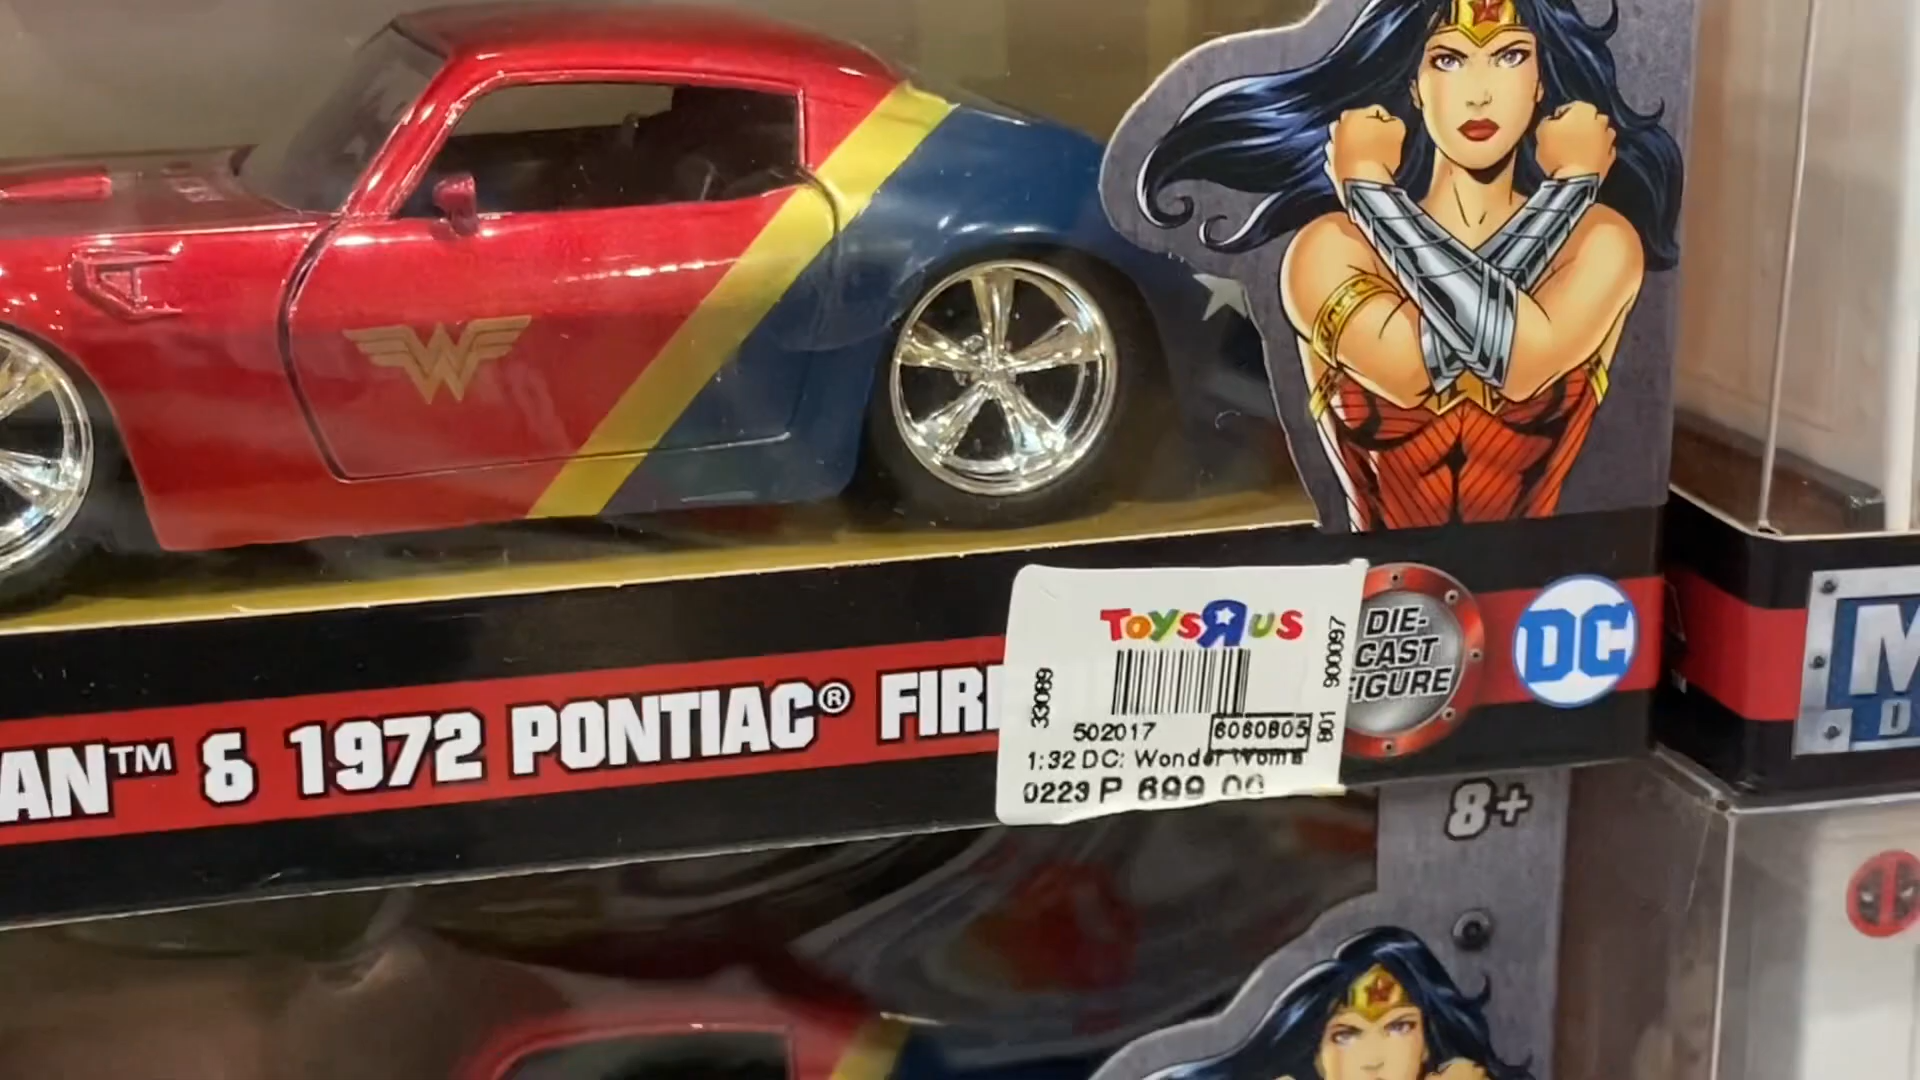 AN™ & 1972 PONTIAC® FIR
TOYSRUS
33089
900097
801
502017
6060805
1:32 DC: Wonder Woma
0223 P 699.00
DIE-
CAST
FIGURE
DC
M
D
8+